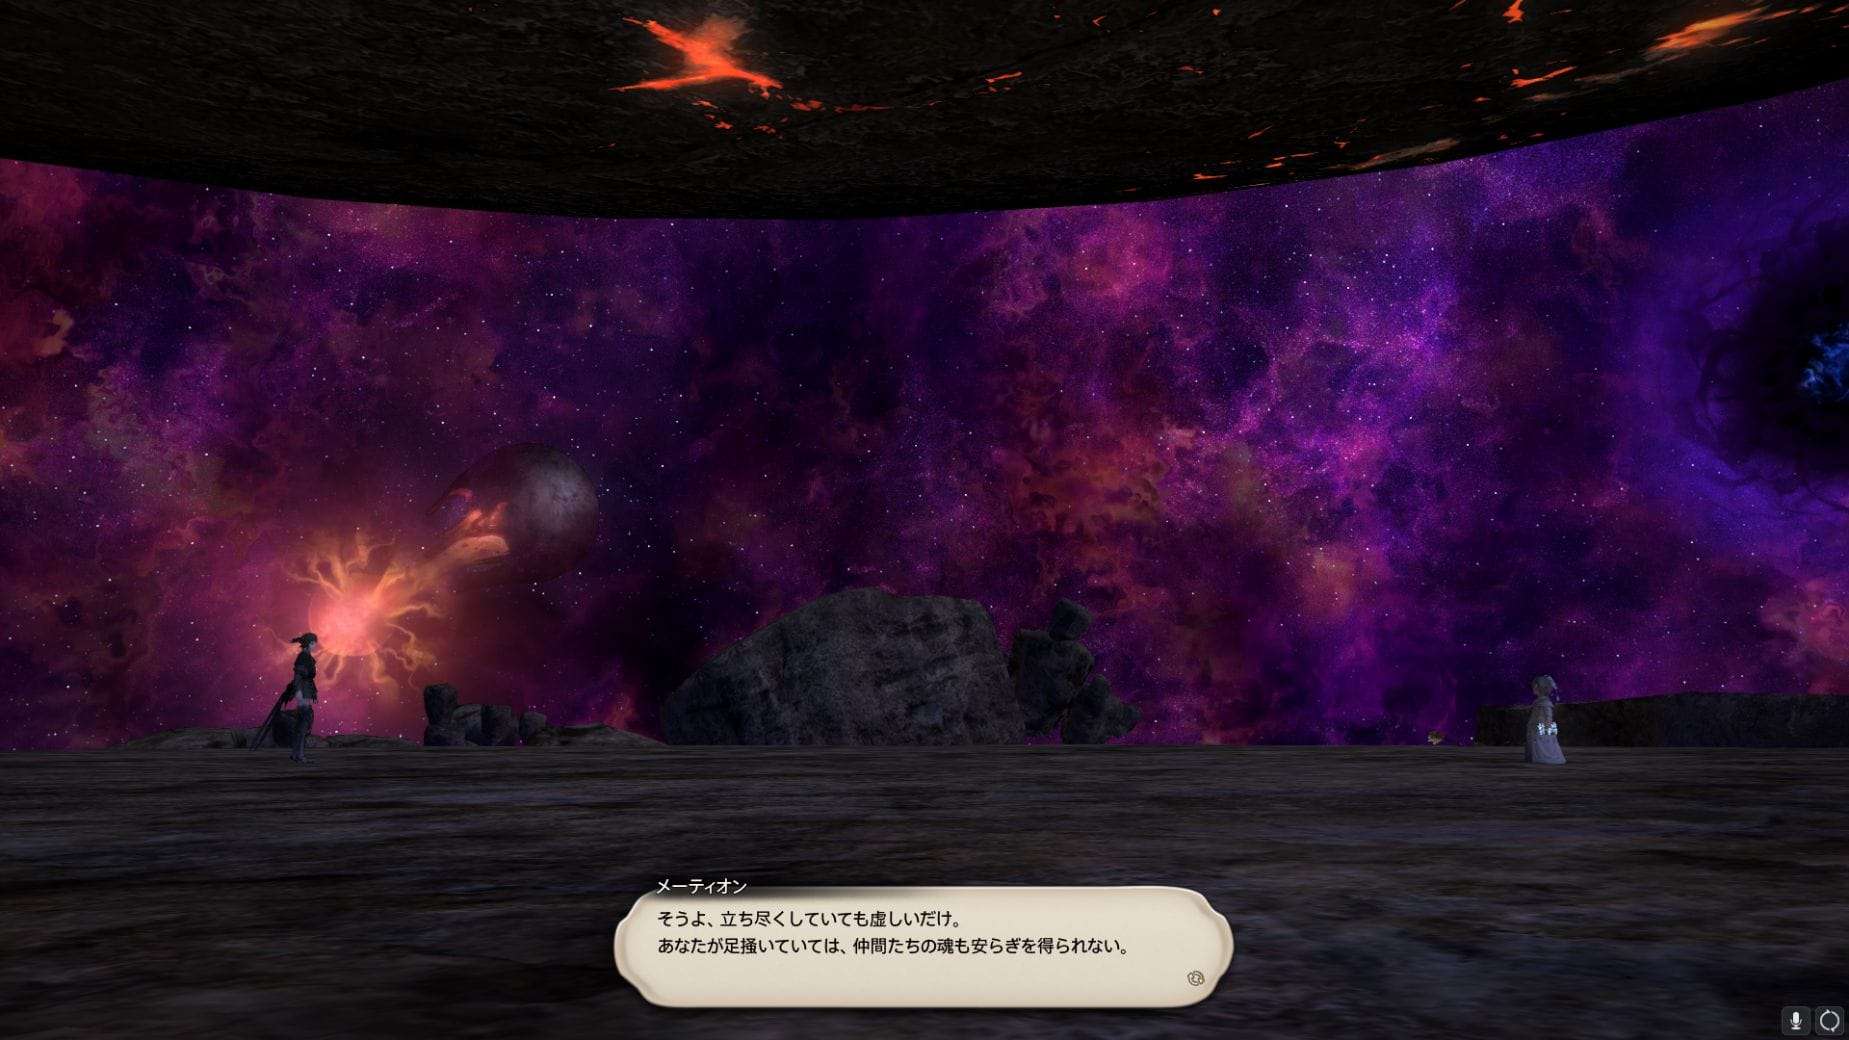 メーティオン
そうよ、立ち尽くしていても虚しいだけ。
あなたが足掻いていては、仲間たちの魂も安らぎを得られない。